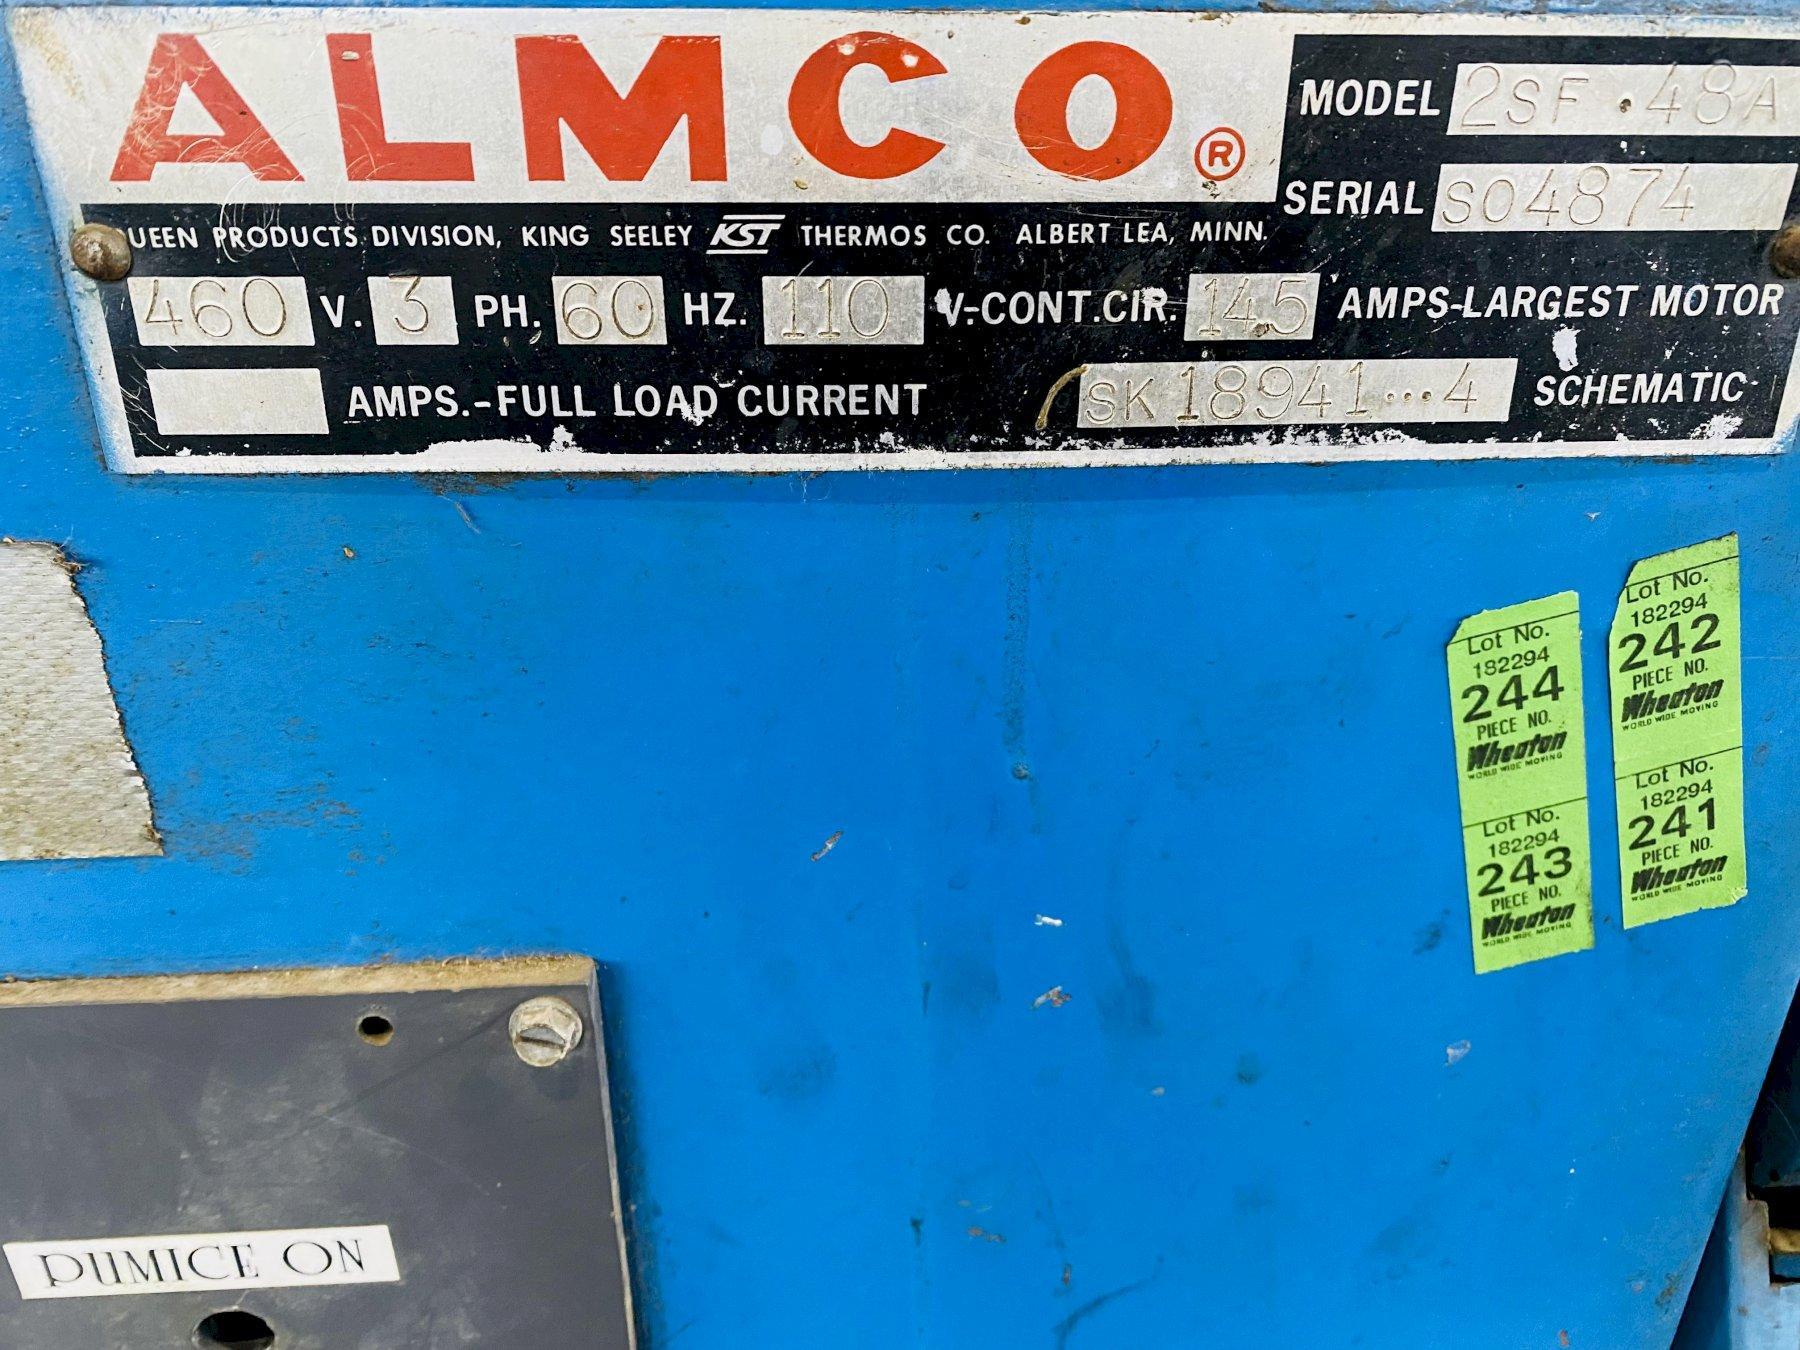 ALMCO ®
MODEL 2SF . 48A
SERIAL SO4874
UEEN PRODUCTS DIVISION, KING SEELEY KST THERMOS CO. ALBERT LEA, MINN.
460 V. 3 PH. 60 HZ. 110 V-CONT.CIR. 14.5 AMPS-LARGEST MOTOR
AMPS.-FULL LOAD CURRENT SK18941...4 SCHEMATIC
Lot No.
182294
244
PIECE NO.
Wheaton
WORLD WIDE MOVING
Lot No.
182294
243
PIECE NO.
Wheaton
WORLD WIDE MOVING
Lot No.
182294
242
PIECE NO.
Wheaton
WORLD WIDE MOVING
Lot No.
182294
241
PIECE NO.
Wheaton
WORLD WIDE MOVING
PUMICE ON